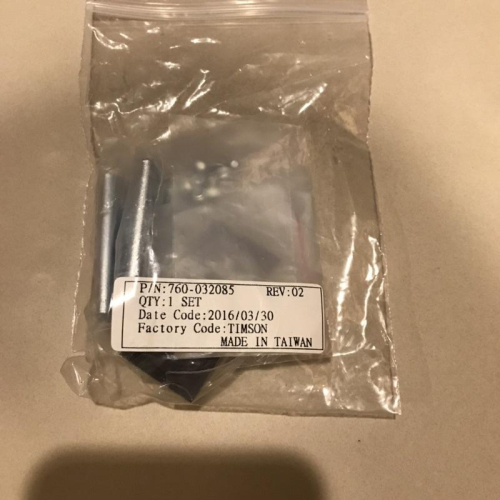 P/N:760-032085 REV:02
QTY:1 SET
Date Code:2016/03/30
Factory Code:TIMSON
MADE IN TAIWAN